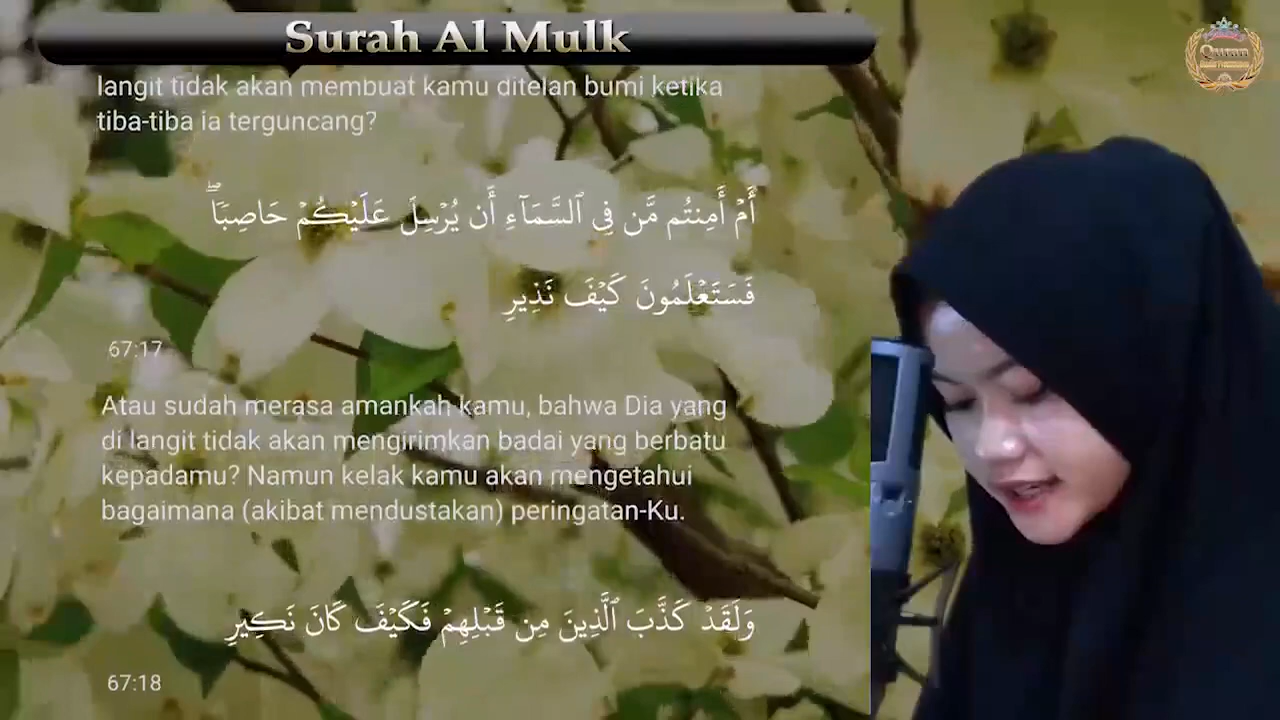 Surah Al Mulk
Quran
langit tidak akan membuat kamu ditelan bumi ketika
tiba-tiba ia terguncang?
أَمْ أَمِنتُم مَّن فِى ٱلسَّمَآءِ أَن يُرْسِلَ عَلَيْكُمْ حَاصِبًا ۖ
فَسَتَعْلَمُونَ كَيْفَ نَذِيرِ
67:17
Atau sudah merasa amankah kamu, bahwa Dia yang
di langit tidak akan mengirimkan badai yang berbatu
kepadamu? Namun kelak kamu akan mengetahui
bagaimana (akibat mendustakan) peringatan-Ku.
وَلَقَدْ كَذَّبَ ٱلَّذِينَ مِن قَبْلِهِمْ فَكَيْفَ كَانَ نَكِيرِ
67:18